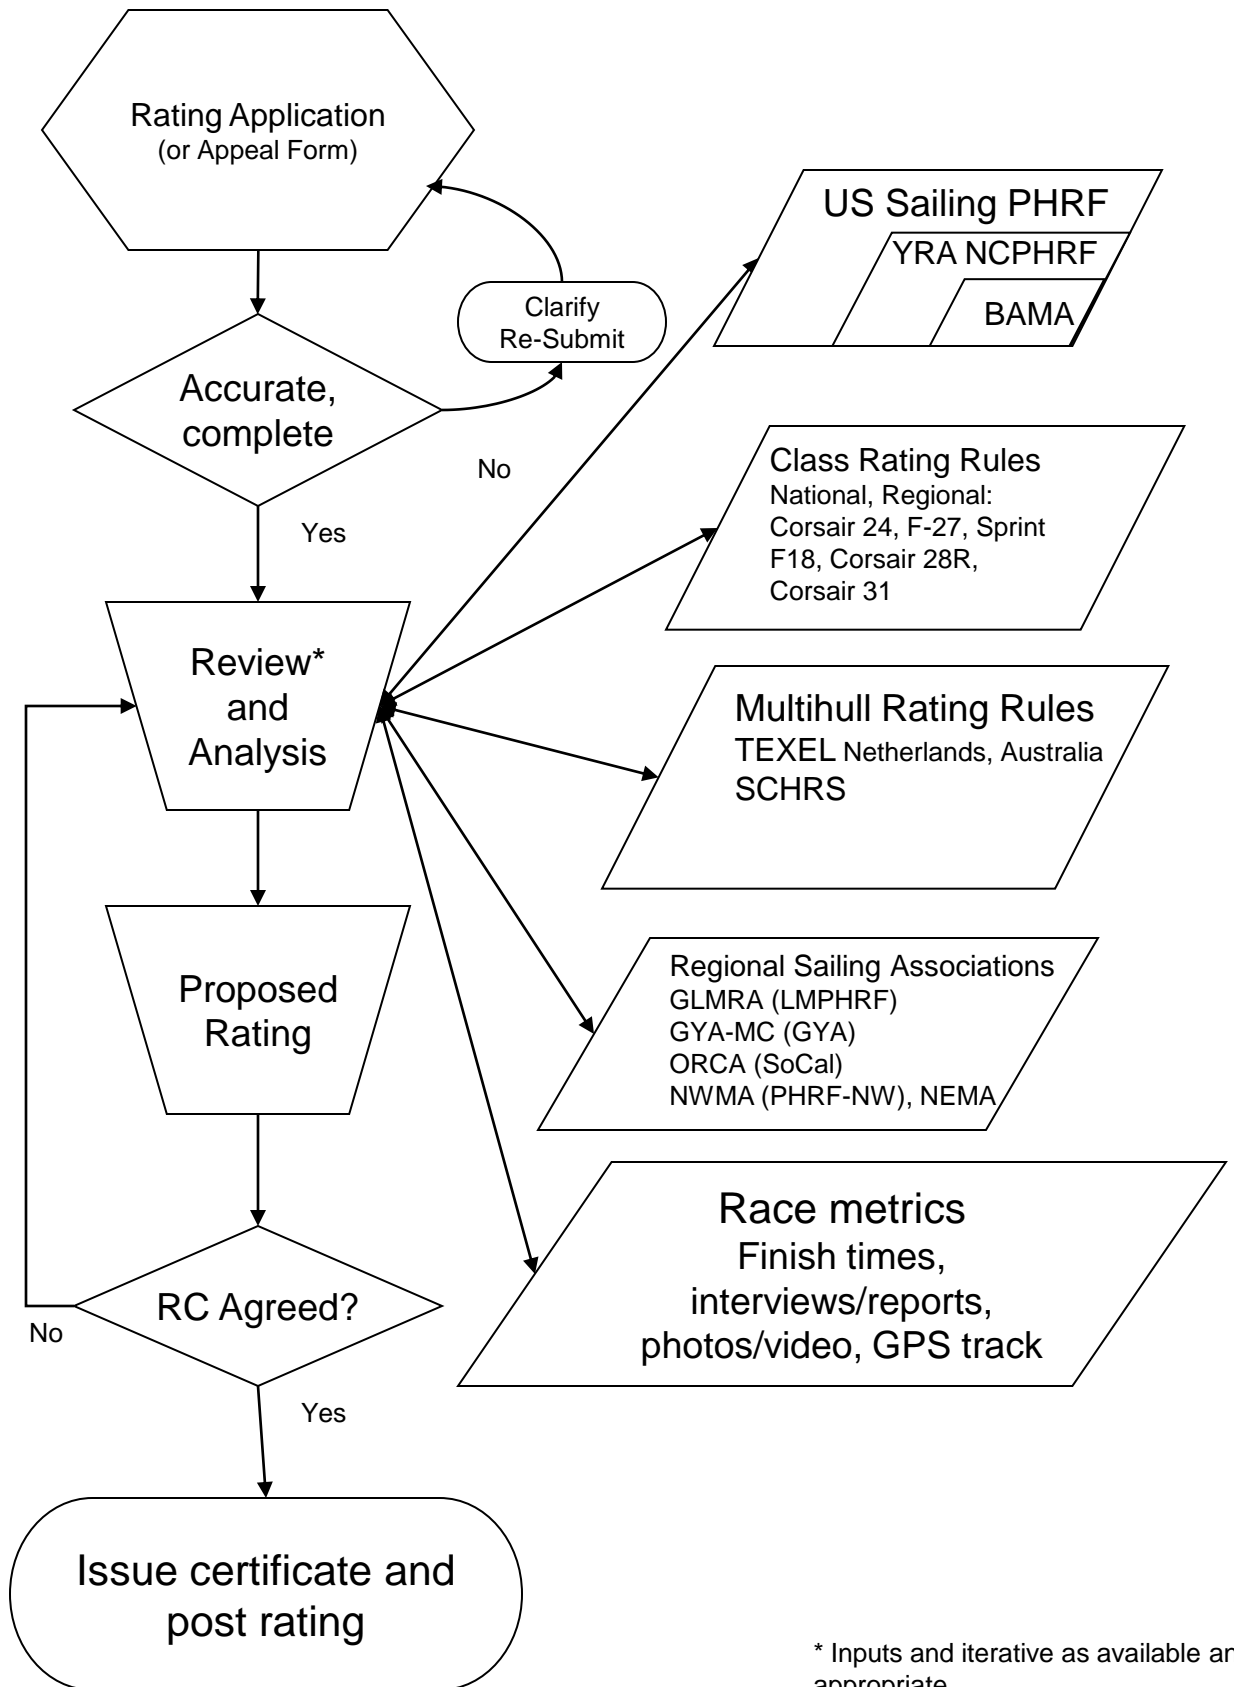 Rating Application
(or Appeal Form)
Clarify
Re-Submit
Accurate,
complete
No
Yes
Review*
and
Analysis
Proposed
Rating
RC Agreed?
No
Yes
Issue certificate and
post rating
US Sailing PHRF
YRA NCPHRF
BAMA
Class Rating Rules
National, Regional:
Corsair 24, F-27, Sprint
F18, Corsair 28R,
Corsair 31
Multihull Rating Rules
TEXEL Netherlands, Australia
SCHRS
Regional Sailing Associations
GLMRA (LMPHRF)
GYA-MC (GYA)
ORCA (SoCal)
NWMA (PHRF-NW), NEMA
Race metrics
Finish times,
interviews/reports,
photos/video, GPS track
* Inputs and iterative as available
appropriate